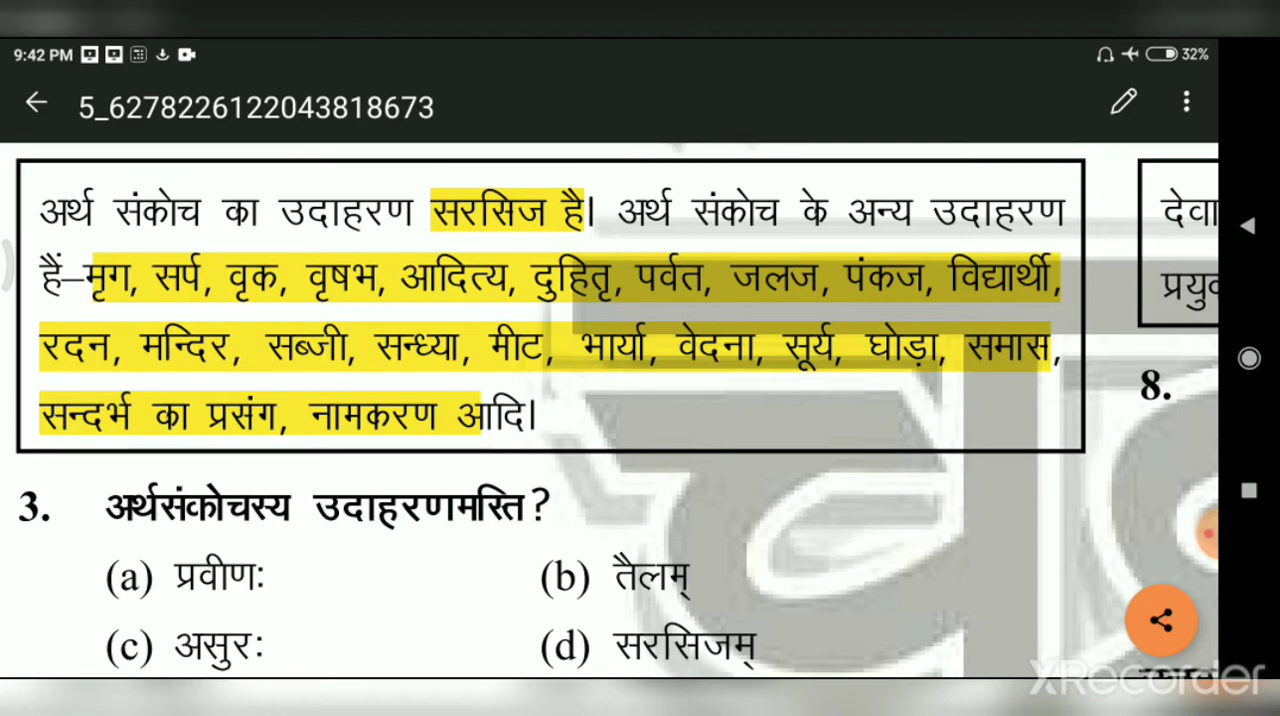 9:42 PM
32%
5_6278226122043818673
अर्थ संकोच का उदाहरण सरसिज है। अर्थ संकोच के अन्य उदाहरण
हैं–मृग, सर्प, वृक, वृषभ, आदित्य, दुहितृ, पर्वत, जलज, पंकज, विद्यार्थी,
रदन, मन्दिर, सब्जी, सन्ध्या, मीट, भार्या, वेदना, सूर्य, घोड़ा, समास,
सन्दर्भ का प्रसंग, नामकरण आदि।
3. अर्थसंकोचस्य उदाहरणमस्ति?
(a) प्रवीणः
(b) तैलम्
(c) असुरः
(d) सरसिजम्
8.
XRecorder